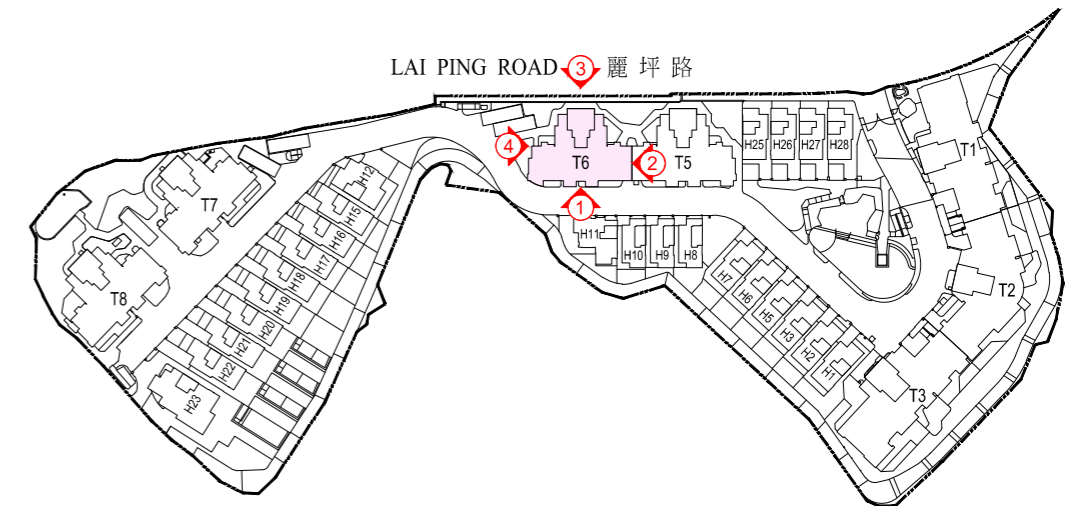 LAI PING ROAD 3 麗坪路
4
T6
2
T5
1
H25
H26
H27
H28
T1
T7
H12
H15
H16
H17
H18
H19
H20
H21
H22
H23
T8
H11
H10
H9
H8
H7
H6
H5
H3
H2
H1
T2
T3